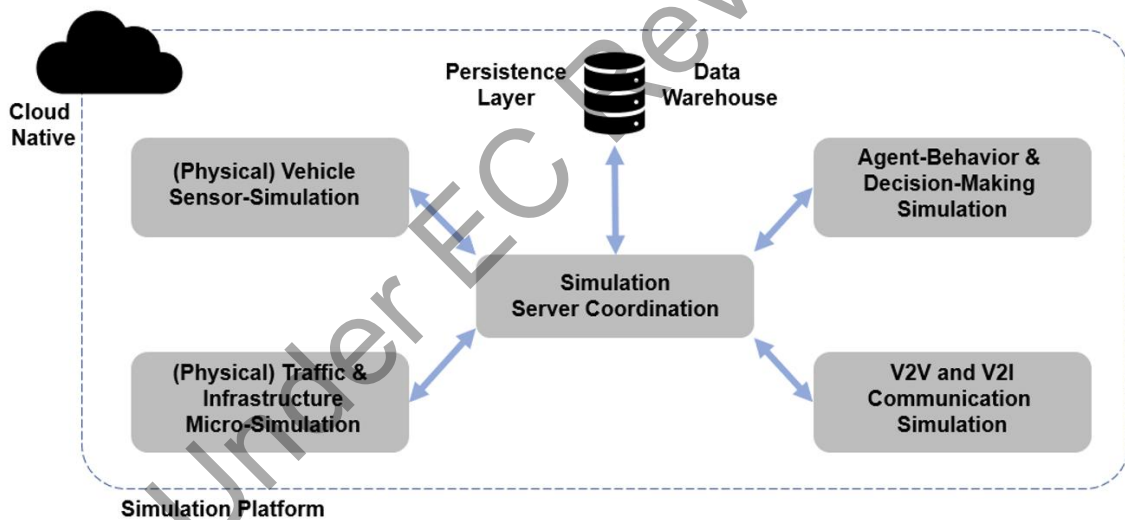 Cloud
Native
Persistence
Layer
Data
Warehouse
(Physical) Vehicle
Sensor-Simulation
Agent-Behavior &
Decision-Making
Simulation
Simulation
Server Coordination
(Physical) Traffic &
Infrastructure
Micro-Simulation
V2V and V2I
Communication
Simulation
Simulation Platform
Under EC Rev